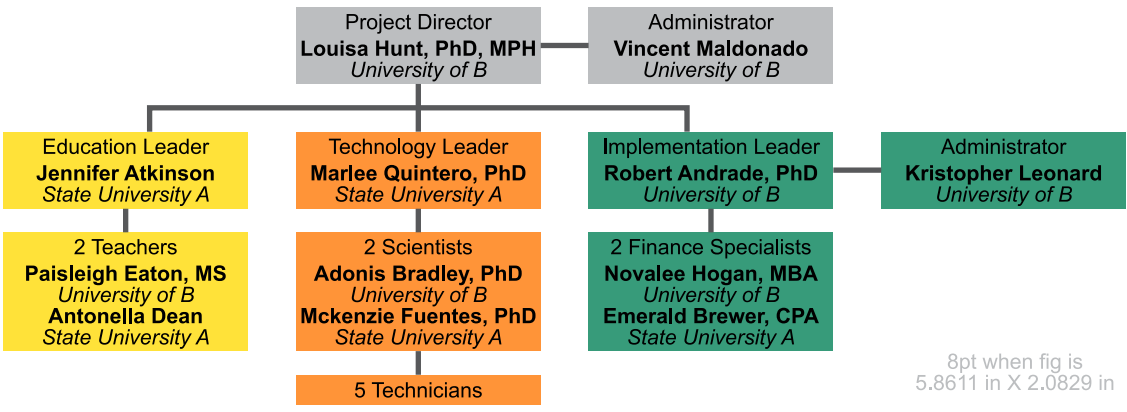 Project Director
Louisa Hunt, PhD, MPH
University of B
Administrator
Vincent Maldonado
University of B
Education Leader
Jennifer Atkinson
State University A
Technology Leader
Marlee Quintero, PhD
State University A
Implementation Leader
Robert Andrade, PhD
University of B
Administrator
Kristopher Leonard
University of B
2 Teachers
Paisleigh Eaton, MS
University of B
Antonella Dean
State University A
2 Scientists
Adonis Bradley, PhD
University of B
Mckenzie Fuentes, PhD
State University A
2 Finance Specialists
Novalee Hogan, MBA
University of B
Emerald Brewer, CPA
State University A
5 Technicians
8pt when fig is
5.8611 in X 2.0829 in